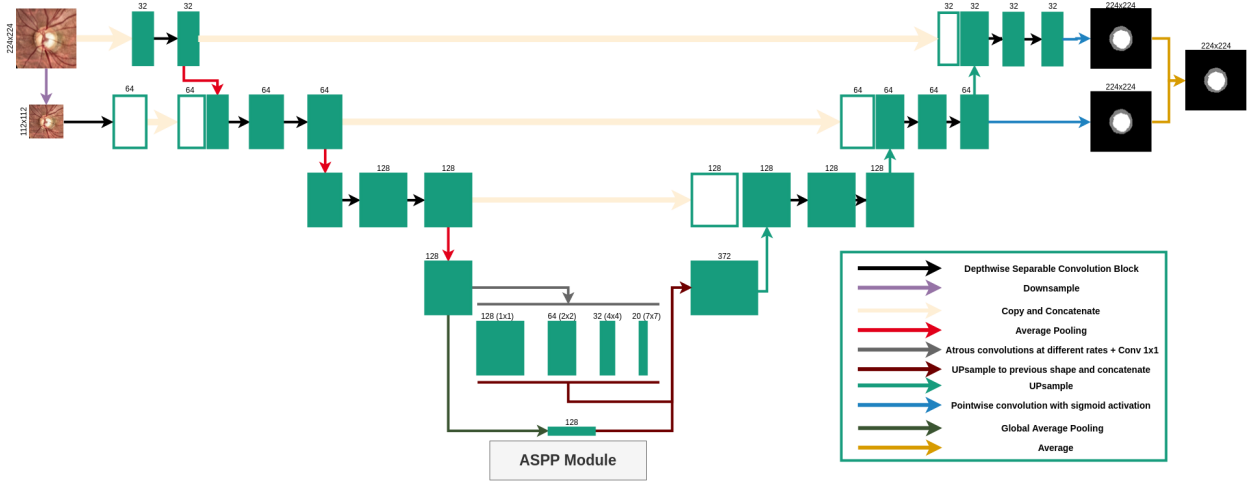 32
32
32
32
32
32
224x224
224x224
224x224
64
64
64
64
64
64
64
64
224x224
112x112
128
128
128
128
128
128
128
372
128 (1x1)
64 (2x2)
32 (4x4)
20 (7x7)
128
ASPP Module
Depthwise Separable Convolution Block
Downsample
Copy and Concatenate
Average Pooling
Atrous convolutions at different rates + Conv 1x1
UPsample to previous shape and concatenate
UPsample
Pointwise convolution with sigmoid activation
Global Average Pooling
Average